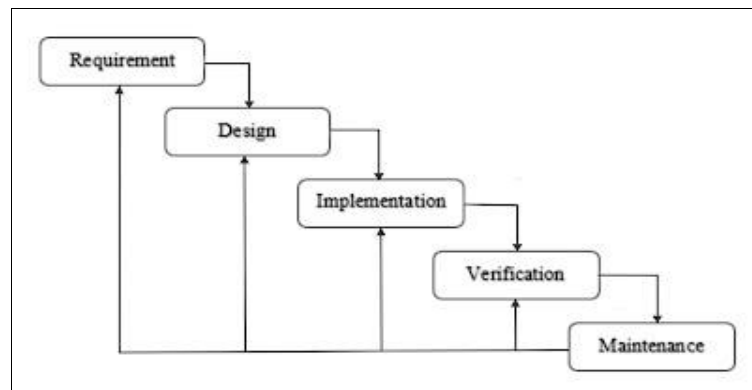 Requirement
Design
Implementation
Verification
Maintenance